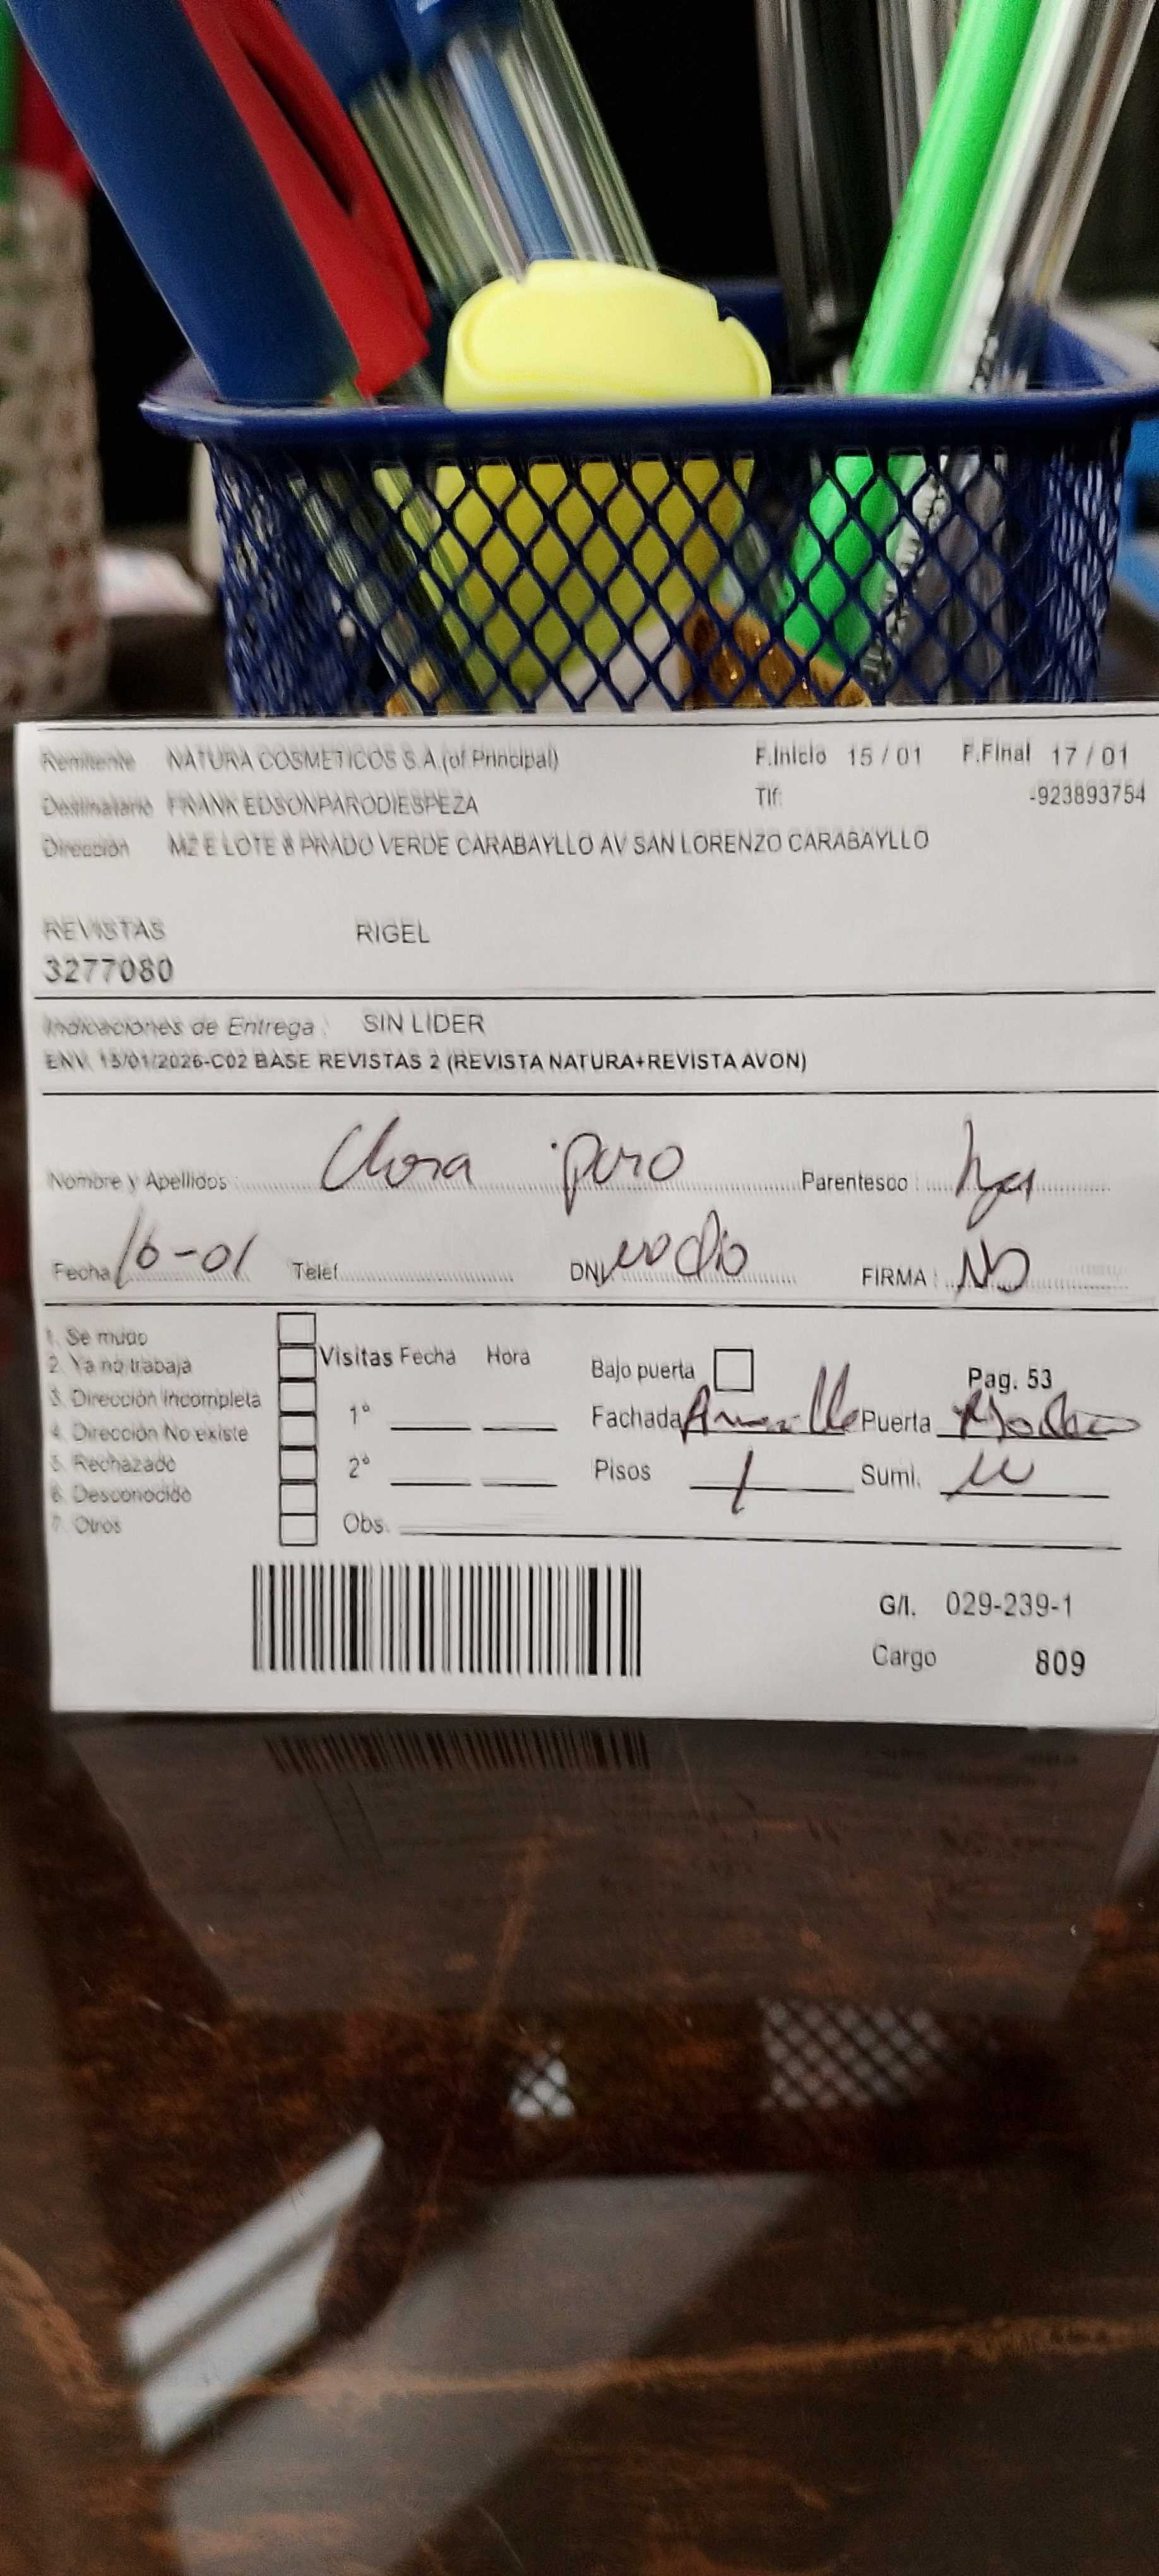 Remitente NATURA COSMETICOS S.A.(of.Principal) F.Inicio 15 / 01 F.Final 17 / 01
Destinatario FRANK EDSONPARODIESPEZA Tlf: -923893754
Dirección MZ E LOTE 8 PRADO VERDE CARABAYLLO AV SAN LORENZO CARABAYLLO
REVISTAS RIGEL
3277080
Indicaciones de Entrega : SIN LIDER
ENV. 15/01/2026-C02 BASE REVISTAS 2 (REVISTA NATURA+REVISTA AVON)
Nombre y Apellidos : Parentesco :
Fecha 16-01 Telef. DNI no dio FIRMA : NO
1. Se mudo
2. Ya no trabaja Visitas Fecha Hora Bajo puerta Pag. 53
3. Dirección Incompleta
4. Dirección No existe 1° Fachada Puerta
5. Rechazado 2° Pisos 1 Sumi.
6. Desconocido
7. Otros Obs.
G/I. 029-239-1
Cargo 809